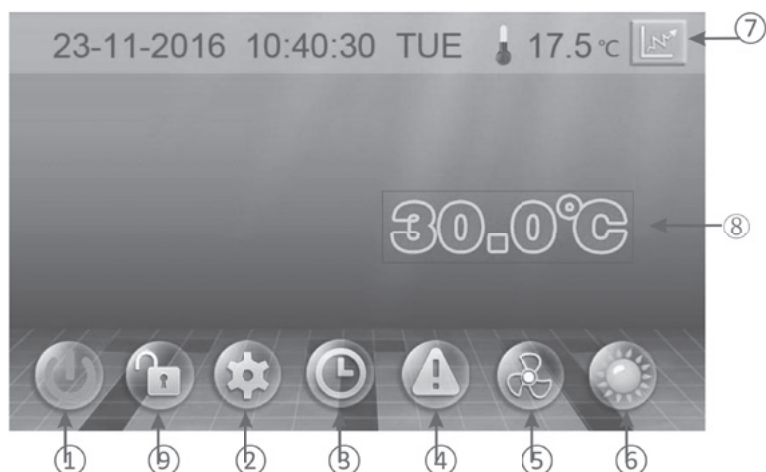 23-11-2016 10:40:30 TUE 17.5 ℃
⑦
30.0℃
⑧
① ⑨ ② ③ ④ ⑤ ⑥